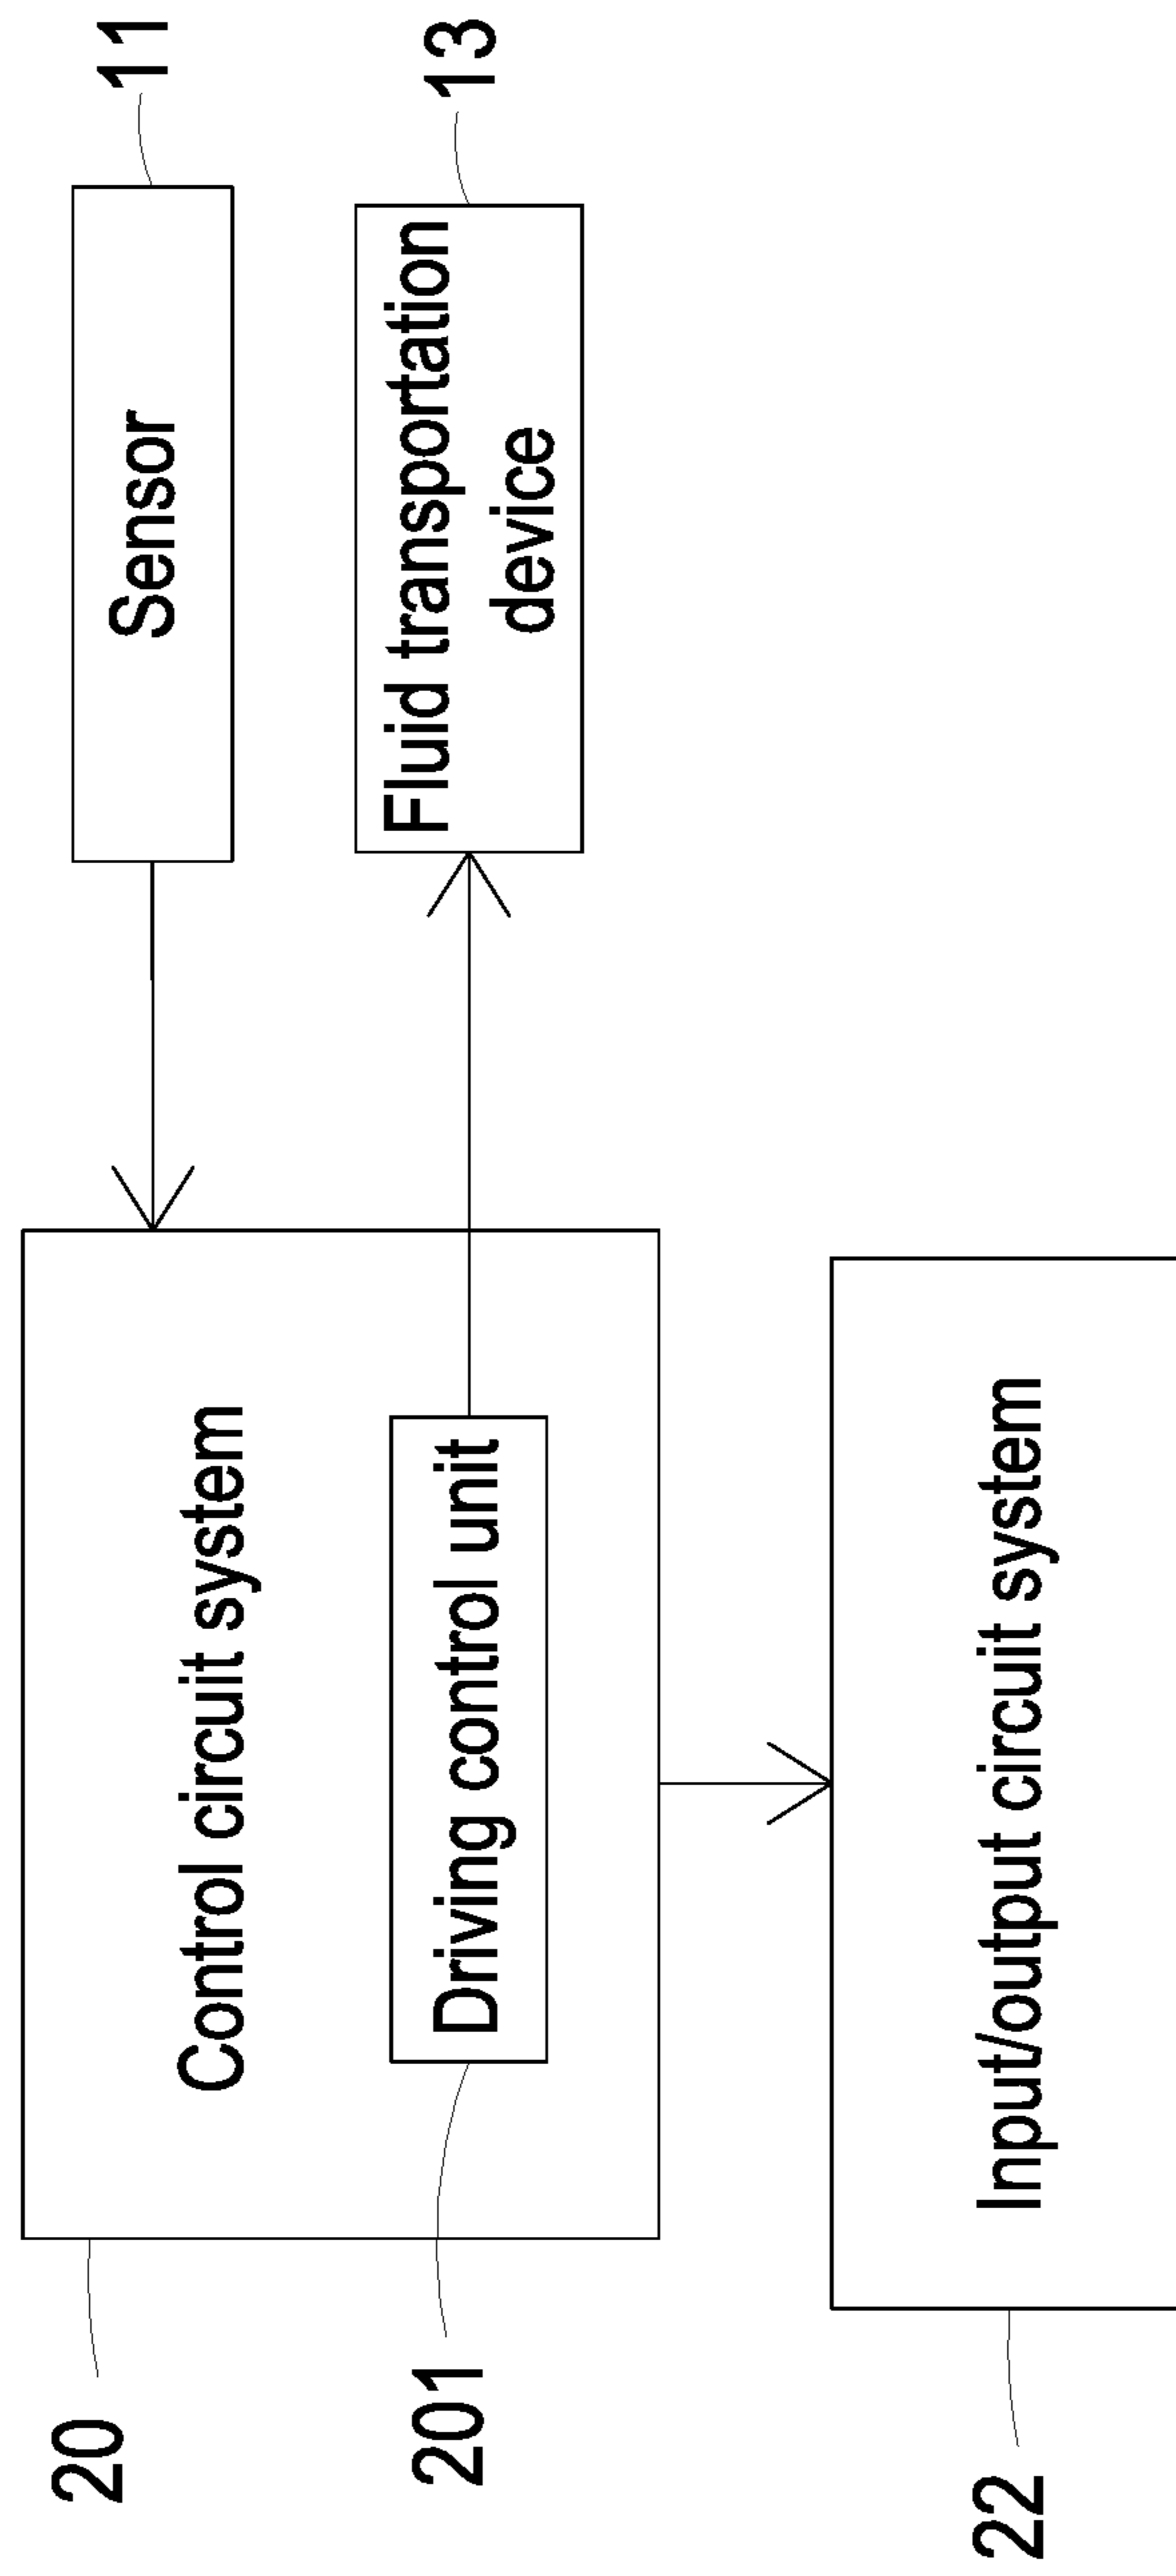 20
Control circuit system
Sensor
11
201
Driving control unit
Fluid transportation
device
13
22
Input/output circuit system